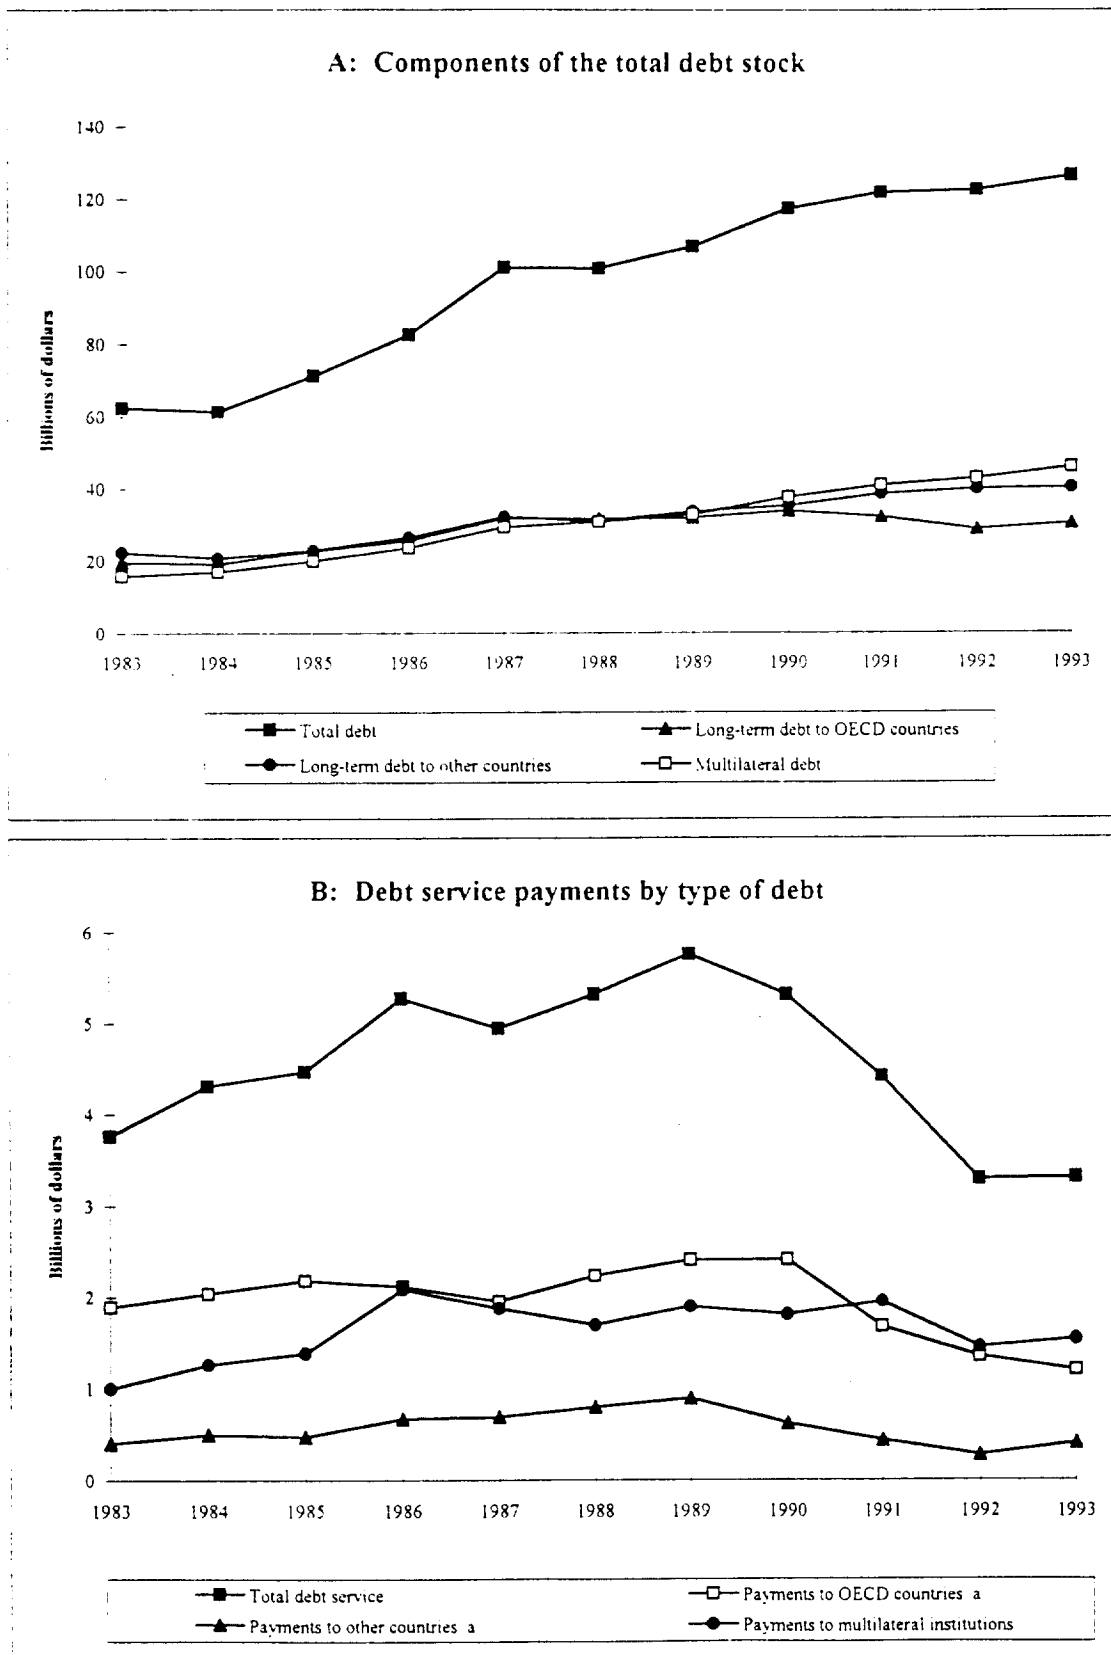 A: Components of the total debt stock
140
120
100
80
60
40
20
0
Billions of dollars
1983 1984 1985 1986 1987 1988 1989 1990 1991 1992 1993
Total debt Long-term debt to OECD countries
Long-term debt to other countries Multilateral debt
B: Debt service payments by type of debt
6
5
4
3
2
1
0
Billions of dollars
1983 1984 1985 1986 1987 1988 1989 1990 1991 1992 1993
Total debt service Payments to OECD countries a
Payments to other countries a Payments to multilateral institutions